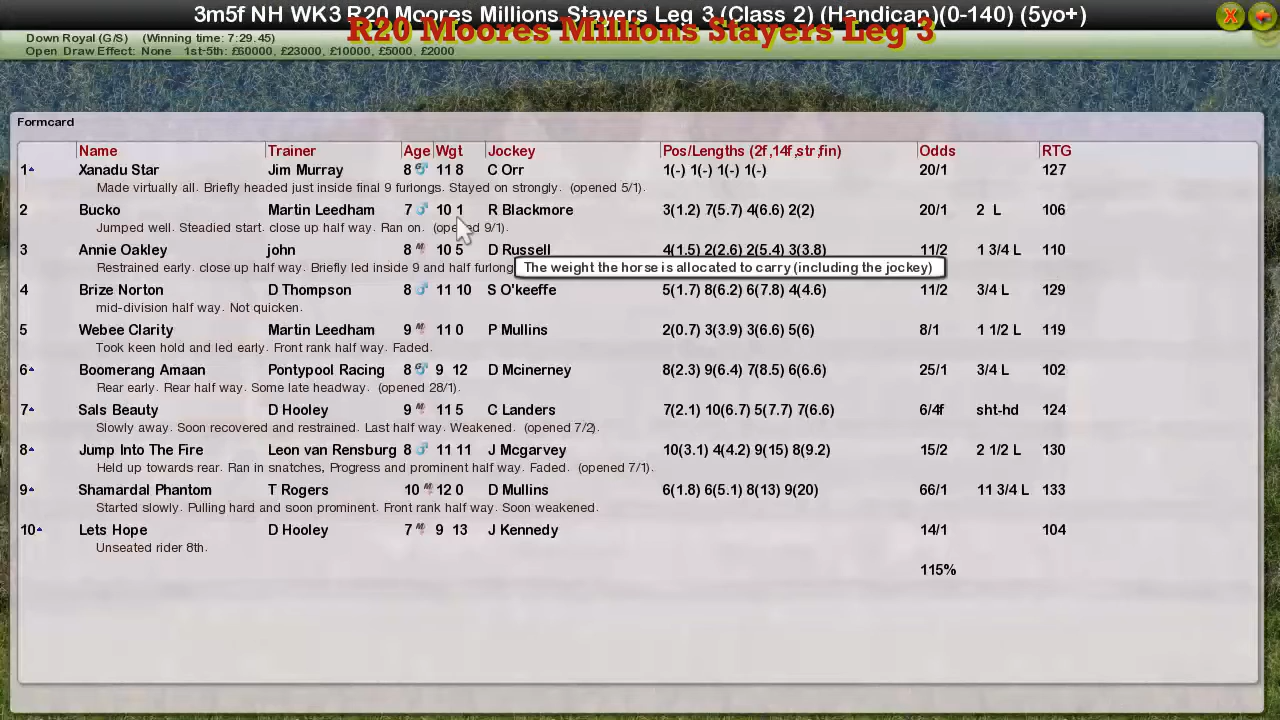 3m5f NH WK3 R20 Moores Millions Stayers Leg 3 (Class 2) (Handicap)(0-140) (5yo+)
R20 Moores Millions Stayers Leg 3
Down Royal (G/S) (Winning time: 7:29.45)
Open Draw Effect: None 1st-5th: £60000, £23000, £10000, £5000, £2000
Formcard
Name Trainer Age Wgt Jockey Pos/Lengths (2f,14f,str,fin) Odds RTG
1 Xanadu Star Jim Murray 8 11 8 C Orr 1(-) 1(-) 1(-) 1(-) 20/1 127
Made virtually all. Briefly headed just inside final 9 furlongs. Stayed on strongly. (opened 5/1).
2 Bucko Martin Leedham 7 10 1 R Blackmore 3(1.2) 7(5.7) 4(6.6) 2(2) 20/1 2 L 106
Jumped well. Steadied start. close up half way. Ran on. (opened 9/1).
3 Annie Oakley john 8 10 5 D Russell 4(1.5) 2(2.6) 2(5.4) 3(3.8) 11/2 1 3/4 L 110
Restrained early. close up half way. Briefly led inside 9 and half furlong
The weight the horse is allocated to carry (including the jockey)
4 Brize Norton D Thompson 8 11 10 S O'keeffe 5(1.7) 8(6.2) 6(7.8) 4(4.6) 11/2 3/4 L 129
mid-division half way. Not quicken.
5 Webee Clarity Martin Leedham 9 11 0 P Mullins 2(0.7) 3(3.9) 3(6.6) 5(6) 8/1 1 1/2 L 119
Took keen hold and led early. Front rank half way. Faded.
6 Boomerang Amaan Pontypool Racing 8 9 12 D Mcinerney 8(2.3) 9(6.4) 7(8.5) 6(6.6) 25/1 3/4 L 102
Rear early. Rear half way. Some late headway. (opened 28/1).
7 Sals Beauty D Hooley 9 11 5 C Landers 7(2.1) 10(6.7) 5(7.7) 7(6.6) 6/4f sht-hd 124
Slowly away. Soon recovered and restrained. Last half way. Weakened. (opened 7/2).
8 Jump Into The Fire Leon van Rensburg 8 11 11 J Mcgarvey 10(3.1) 4(4.2) 9(15) 8(9.2) 15/2 2 1/2 L 130
Held up towards rear. Ran in snatches, Progress and prominent half way. Faded. (opened 7/1).
9 Shamardal Phantom T Rogers 10 12 0 D Mullins 6(1.8) 6(5.1) 8(13) 9(20) 66/1 11 3/4 L 133
Started slowly. Pulling hard and soon prominent. Front rank half way. Soon weakened.
10 Lets Hope D Hooley 7 9 13 J Kennedy 14/1 104
Unseated rider 8th.
115%